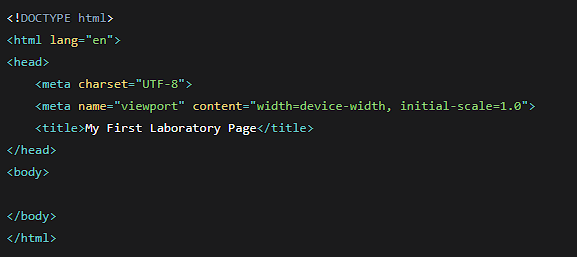 <!DOCTYPE html>
<html lang="en">
<head>
    <meta charset="UTF-8">
    <meta name="viewport" content="width=device-width, initial-scale=1.0">
    <title>My First Laboratory Page</title>
</head>
<body>

</body>
</html>